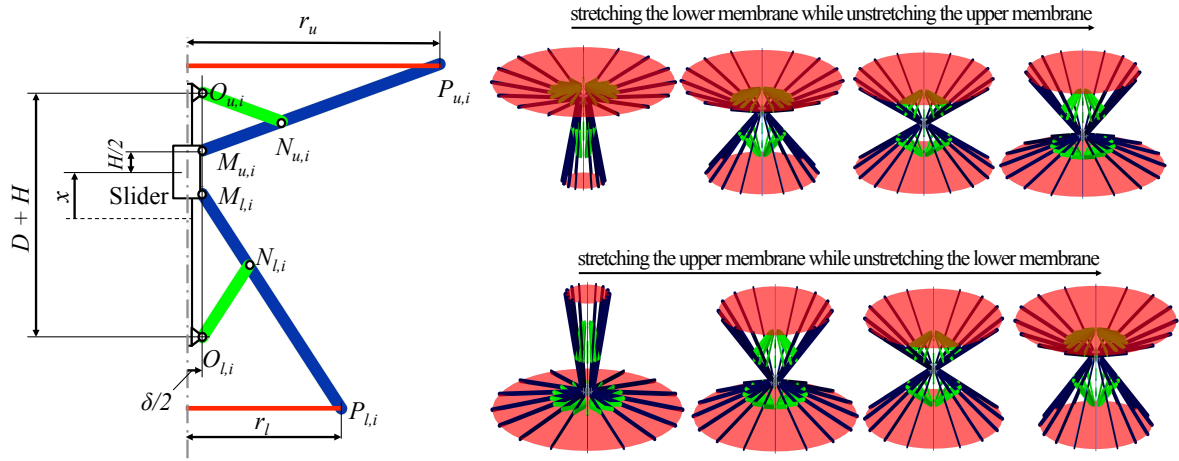 r_u
stretching the lower membrane while unstretching the upper membrane
P_{u,i}
O_{u,i}
N_{u,i}
H/2
M_{u,i}
x
Slider
M_{l,i}
D + H
N_{l,i}
stretching the upper membrane while unstretching the lower membrane
O_{l,i}
δ/2
P_{l,i}
r_l